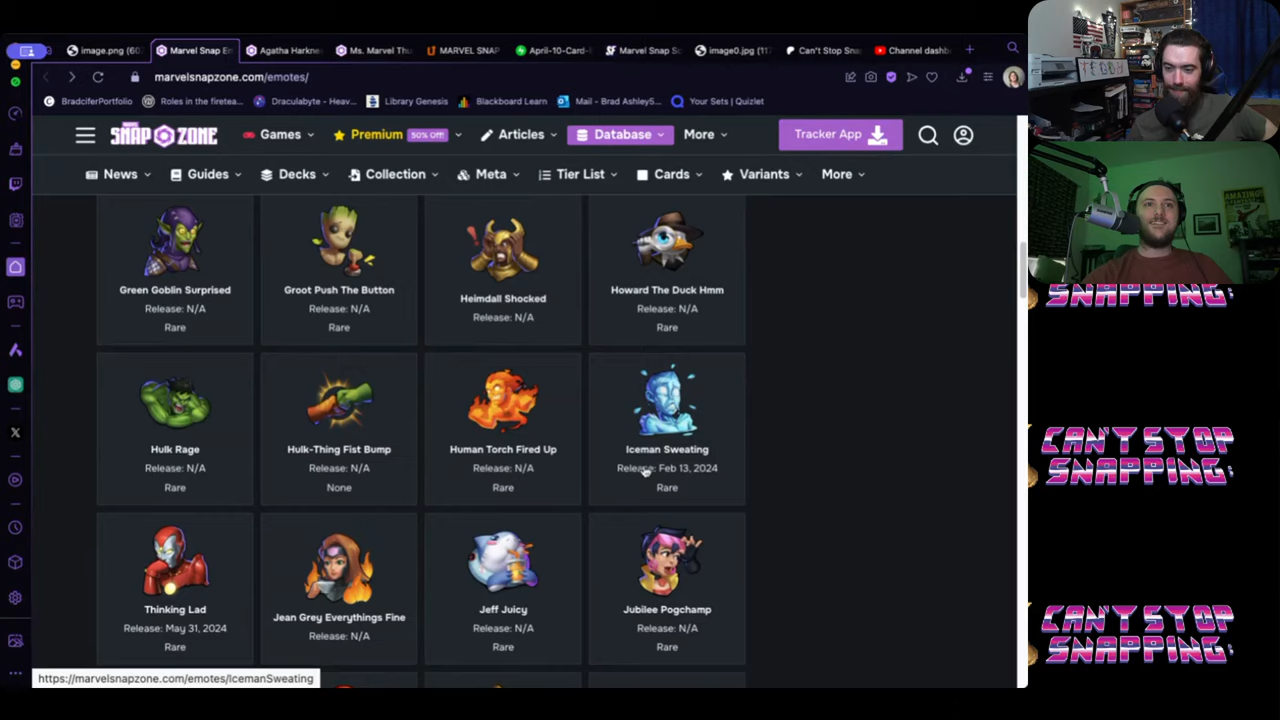 image.png (60
Marvel Snap En
Agatha Harkne
Ms. Marvel Thu
MARVEL SNAP
April-10-Card-
Marvel Snap Sc
image0.jpg (11
Can't Stop Sna
Channel dashb
marvelsnapzone.com/emotes/
BradciferPortfolio
Roles in the firetea...
Draculabyte - Heav...
Library Genesis
Blackboard Learn
Mail - Brad Ashley5...
Your Sets | Quizlet
SNAP ZONE
Games
Premium 50% Off
Articles
Database
More
Tracker App
News
Guides
Decks
Collection
Meta
Tier List
Cards
Variants
More
Green Goblin Surprised
Release: N/A
Rare
Groot Push The Button
Release: N/A
Rare
Heimdall Shocked
Release: N/A
Howard The Duck Hmm
Release: N/A
Rare
Hulk Rage
Release: N/A
Rare
Hulk-Thing Fist Bump
Release: N/A
None
Human Torch Fired Up
Release: N/A
Rare
Iceman Sweating
Release: Feb 13, 2024
Rare
Thinking Lad
Release: May 31, 2024
Rare
Jean Grey Everythings Fine
Release: N/A
Jeff Juicy
Release: N/A
Rare
Jubilee Pogchamp
Release: N/A
Rare
https://marvelsnapzone.com/emotes/IcemanSweating
AMAZING
SNAPPING:
CAN'T STOP
SNAPPING:
CAN'T STOP
SNAPPING: